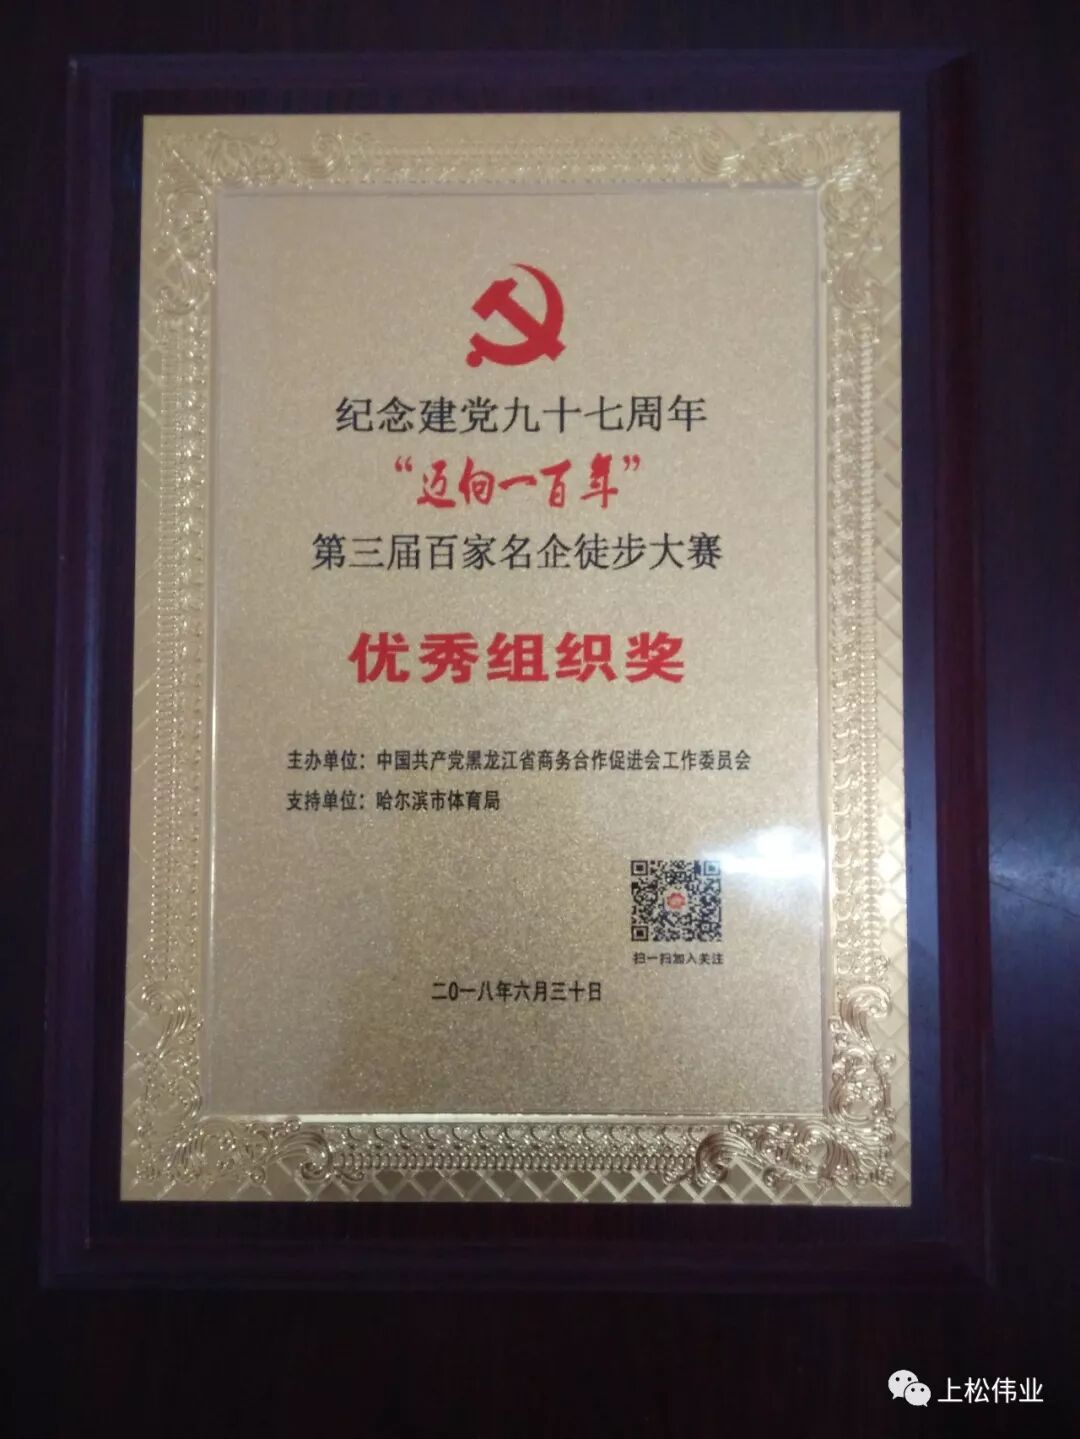 纪念建党九十七周年
“迈向一百年”
第三届百家名企徒步大赛
优秀组织奖
主办单位：中国共产党黑龙江省商务合作促进会工作委员会
支持单位：哈尔滨市体育局
扫一扫加入关注
二0一八年六月三十日
上松伟业